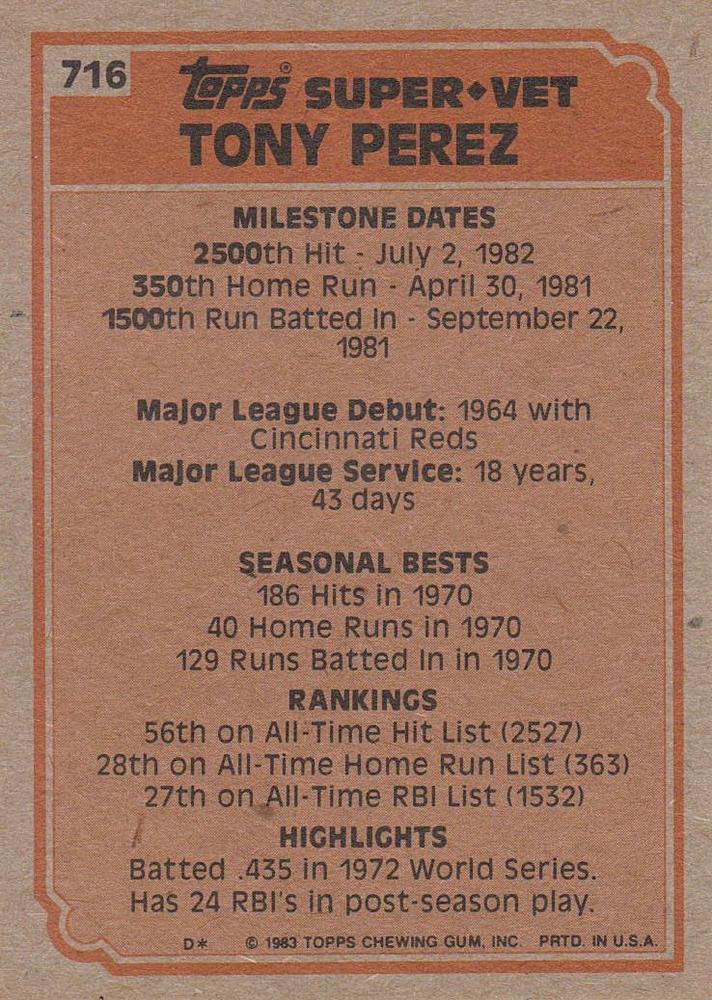 716
Topps® SUPER◆VET
TONY PEREZ
MILESTONE DATES
2500th Hit - July 2, 1982
350th Home Run - April 30, 1981
1500th Run Batted In - September 22,
1981
Major League Debut: 1964 with
Cincinnati Reds
Major League Service: 18 years,
43 days
SEASONAL BESTS
186 Hits in 1970
40 Home Runs in 1970
129 Runs Batted In in 1970
RANKINGS
56th on All-Time Hit List (2527)
28th on All-Time Home Run List (363)
27th on All-Time RBI List (1532)
HIGHLIGHTS
Batted .435 in 1972 World Series.
Has 24 RBI's in post-season play.
D* © 1983 TOPPS CHEWING GUM, INC. PRTD. IN U.S.A.